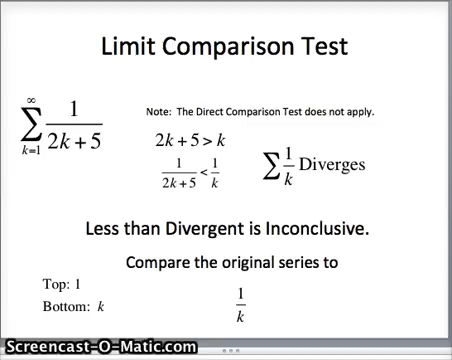 Limit Comparison Test
∞
∑ 1/(2k + 5)
k=1
Note: The Direct Comparison Test does not apply.
2k + 5 > k
1/(2k + 5) < 1/k
∑ 1/k Diverges
Less than Divergent is Inconclusive.
Compare the original series to
Top: 1
Bottom: k
1/k
Screencast-O-Matic.com